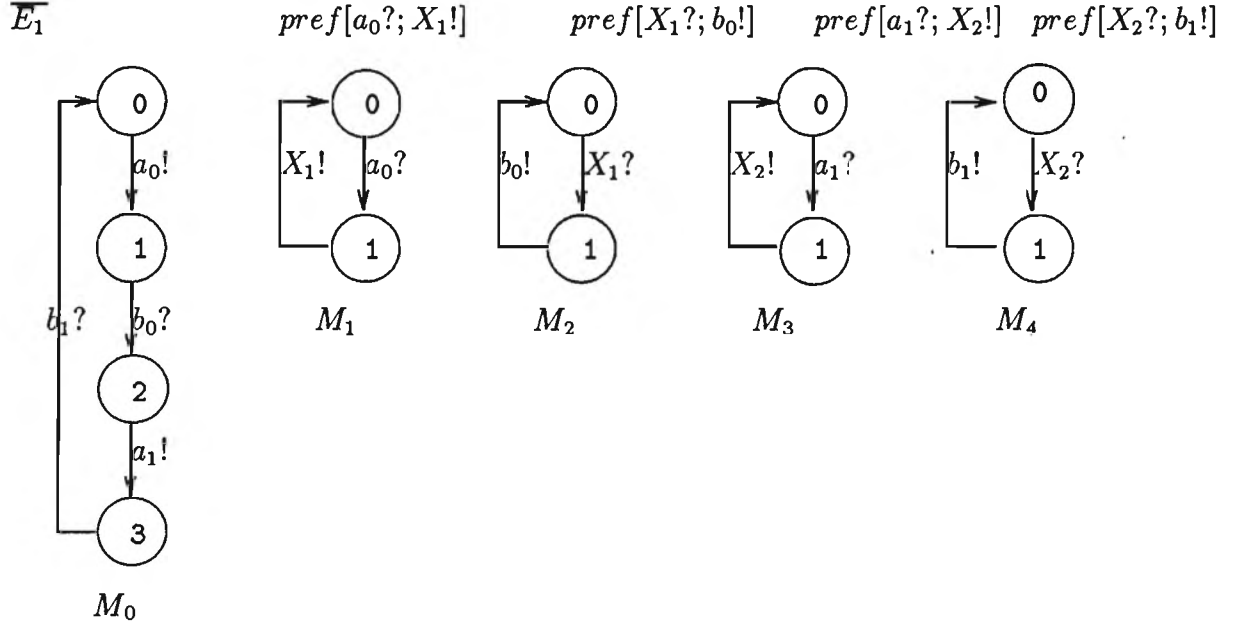 $\overline{E_1}$ pref[a₀?; X₁!] pref[X₁?; b₀!] pref[a₁?; X₂!] pref[X₂?; b₁!]
0 0 0 0 0
a₀! X₁! a₀? b₀! X₁? X₂! a₁? b₁! X₂?
1 1 1 1 1
b₁? b₀? M₁ M₂ M₃ M₄
2
a₁!
3
M₀